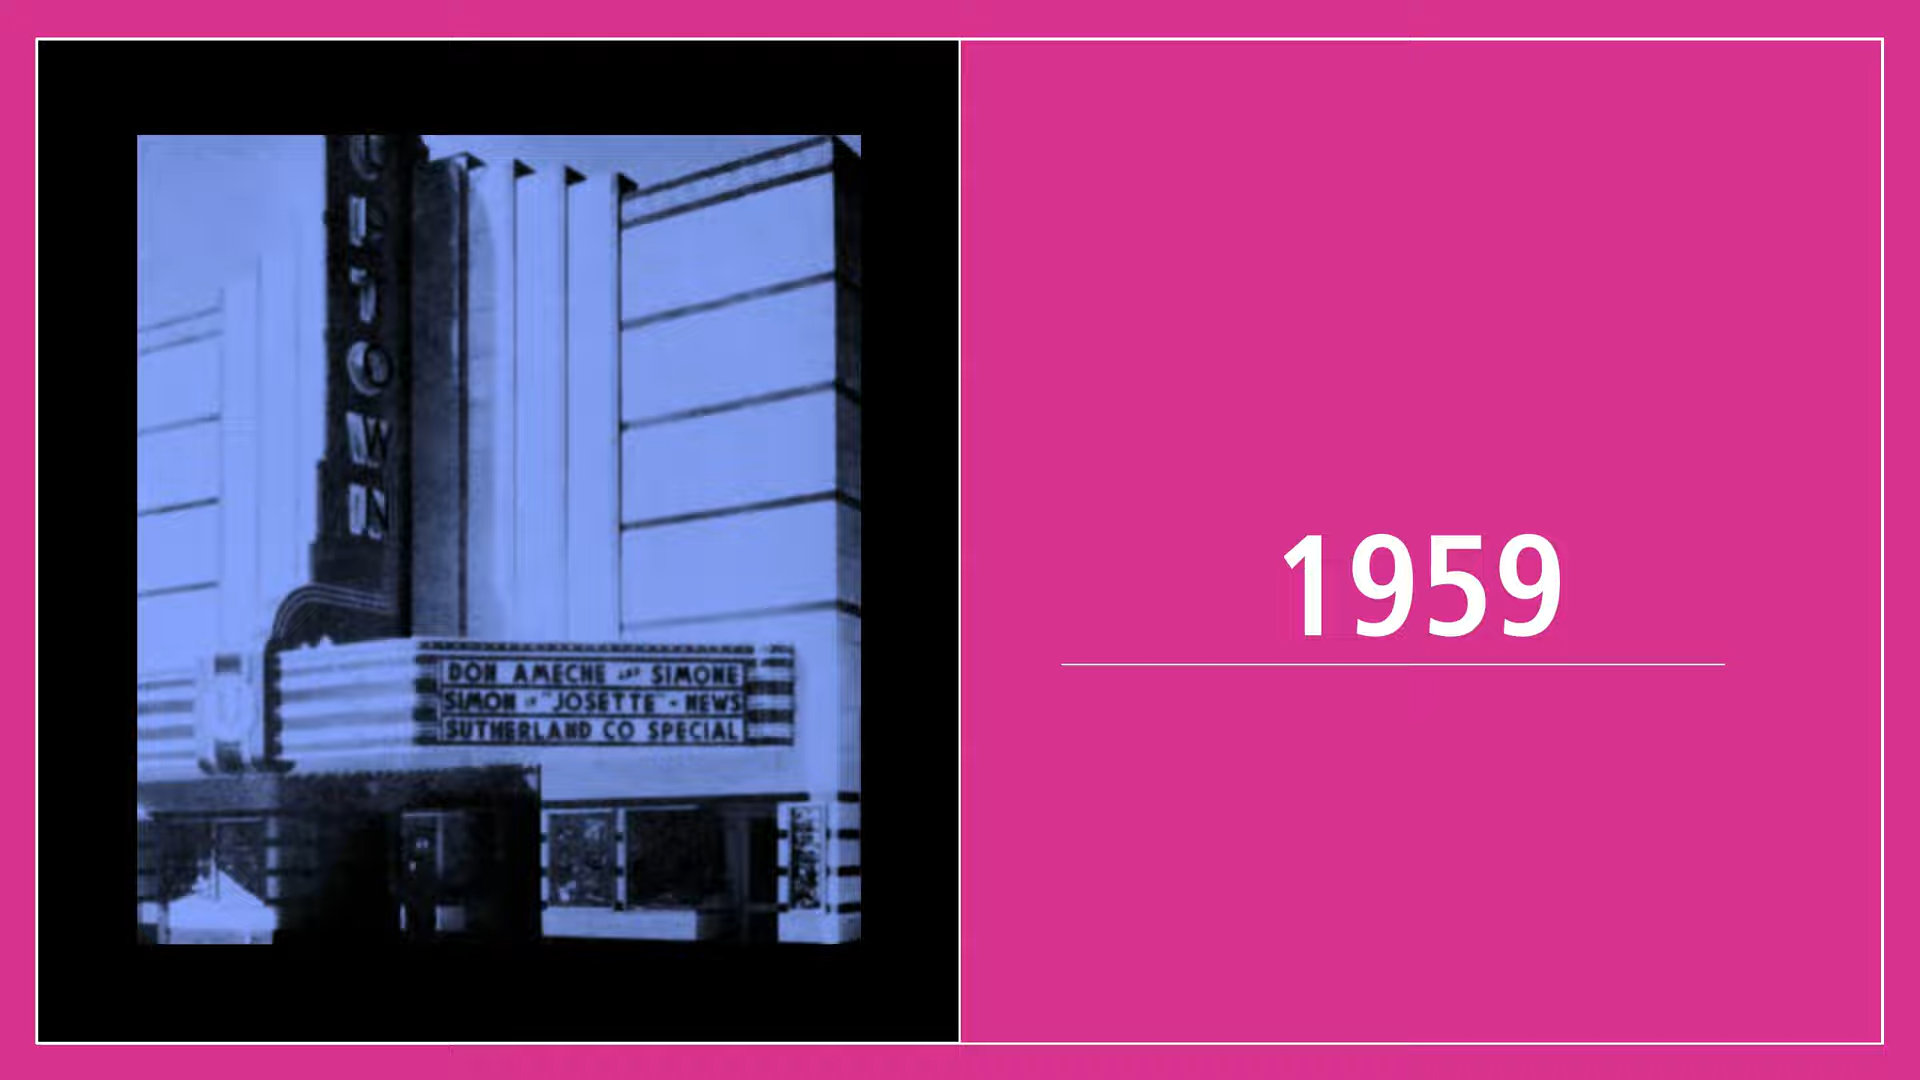 UPTOWN
DON AMECHE AND SIMONE
SIMON IN "JOSETTE" - NEWS
SUTHERLAND CO SPECIAL
1959